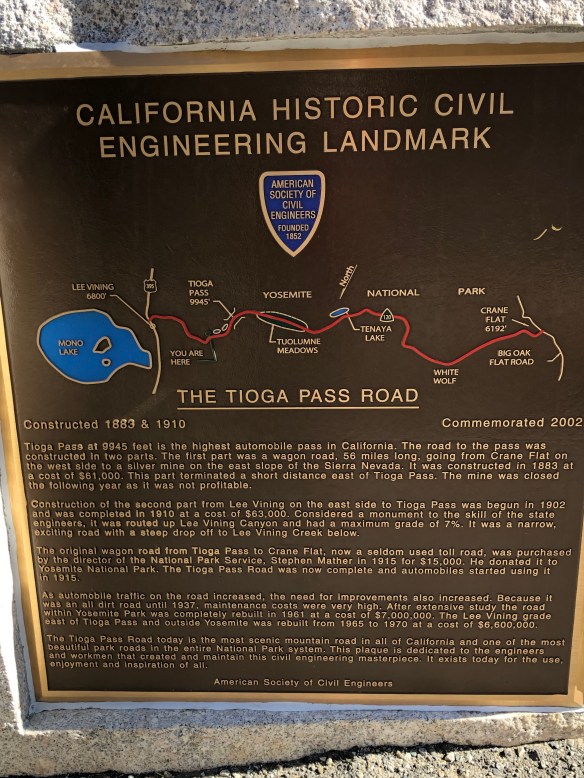 CALIFORNIA HISTORIC CIVIL
ENGINEERING LANDMARK
AMERICAN
SOCIETY OF
CIVIL
ENGINEERS
FOUNDED
1852
LEE VINING
6800'
395
TIOGA
PASS
9945'
YOSEMITE
North
NATIONAL
PARK
CRANE
FLAT
6192'
MONO
LAKE
YOU ARE
HERE
TUOLUMNE
MEADOWS
TENAYA
LAKE
120
WHITE
WOLF
BIG OAK
FLAT ROAD
THE TIOGA PASS ROAD
Constructed 1883 & 1910
Commemorated 2002
Tioga Pass at 9945 feet is the highest automobile pass in California. The road to the pass was
constructed in two parts. The first part was a wagon road, 56 miles long, going from Crane Flat on
the west side to a silver mine on the east slope of the Sierra Nevada. It was constructed in 1883 at
a cost of $61,000. This part terminated a short distance east of Tioga Pass. The mine was closed
the following year as it was not profitable.
Construction of the second part from Lee Vining on the east side to Tioga Pass was begun in 1902
and was completed in 1910 at a cost of $63,000. Considered a monument to the skill of the state
engineers, it was routed up Lee Vining Canyon and had a maximum grade of 7%. It was a narrow,
exciting road with a steep drop off to Lee Vining Creek below.
The original wagon road from Tioga Pass to Crane Flat, now a seldom used toll road, was purchased
by the director of the National Park Service, Stephen Mather in 1915 for $15,000. He donated it to
Yosemite National Park. The Tioga Pass Road was now complete and automobiles started using it
in 1915.
As automobile traffic on the road increased, the need for improvements also increased. Because it
was an all dirt road until 1937, maintenance costs were very high. After extensive study the road
within Yosemite Park was completely rebuilt in 1961 at a cost of $7,000,000. The Lee Vining grade
east of Tioga Pass and outside Yosemite was rebuilt from 1965 to 1970 at a cost of $6,600,000.
The Tioga Pass Road today is the most scenic mountain road in all of California and one of the most
beautiful park roads in the entire National Park system. This plaque is dedicated to the engineers
and workmen that created and maintain this civil engineering masterpiece. It exists today for the use,
enjoyment and inspiration of all.
American Society of Civil Engineers